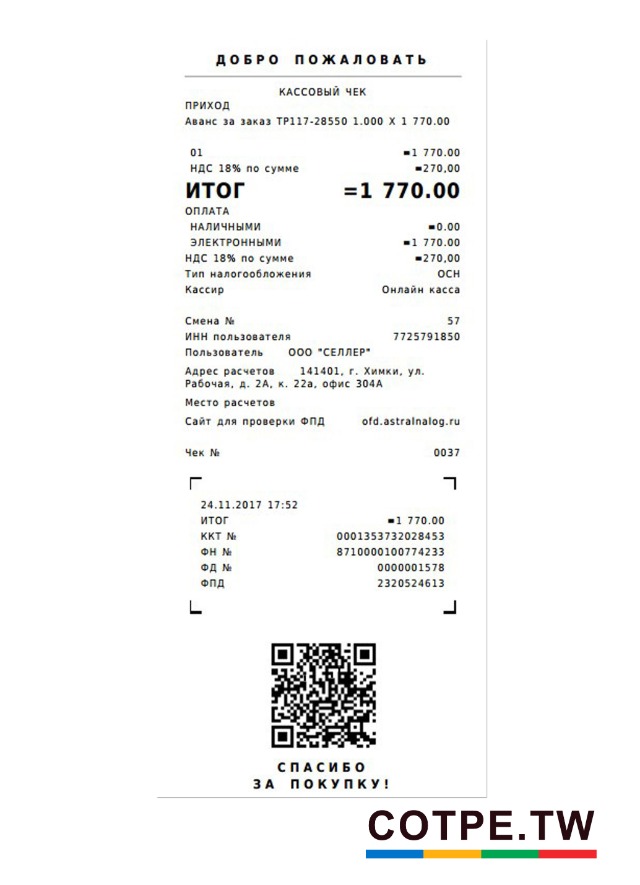 ДОБРО ПОЖАЛОВАТЬ
КАССОВЫЙ ЧЕК
ПРИХОД
Аванс за заказ ТР117-28550 1.000 X 1 770.00
01 =1 770.00
НДС 18% по сумме =270,00
ИТОГ =1 770.00
ОПЛАТА
НАЛИЧНЫМИ =0.00
ЭЛЕКТРОННЫМИ =1 770.00
НДС 18% по сумме =270,00
Тип налогообложения ОСН
Кассир Онлайн касса
Смена № 57
ИНН пользователя 7725791850
Пользователь ООО "СЕЛЛЕР"
Адрес расчетов 141401, г. Химки, ул.
Рабочая, д. 2А, к. 22а, офис 304А
Место расчетов
Сайт для проверки ФПД ofd.astralnalog.ru
Чек № 0037
24.11.2017 17:52
ИТОГ =1 770.00
ККТ № 0001353732028453
ФН № 8710000100774233
ФД № 0000001578
ФПД 2320524613
СПАСИБО
ЗА ПОКУПКУ!
COTPE.TW